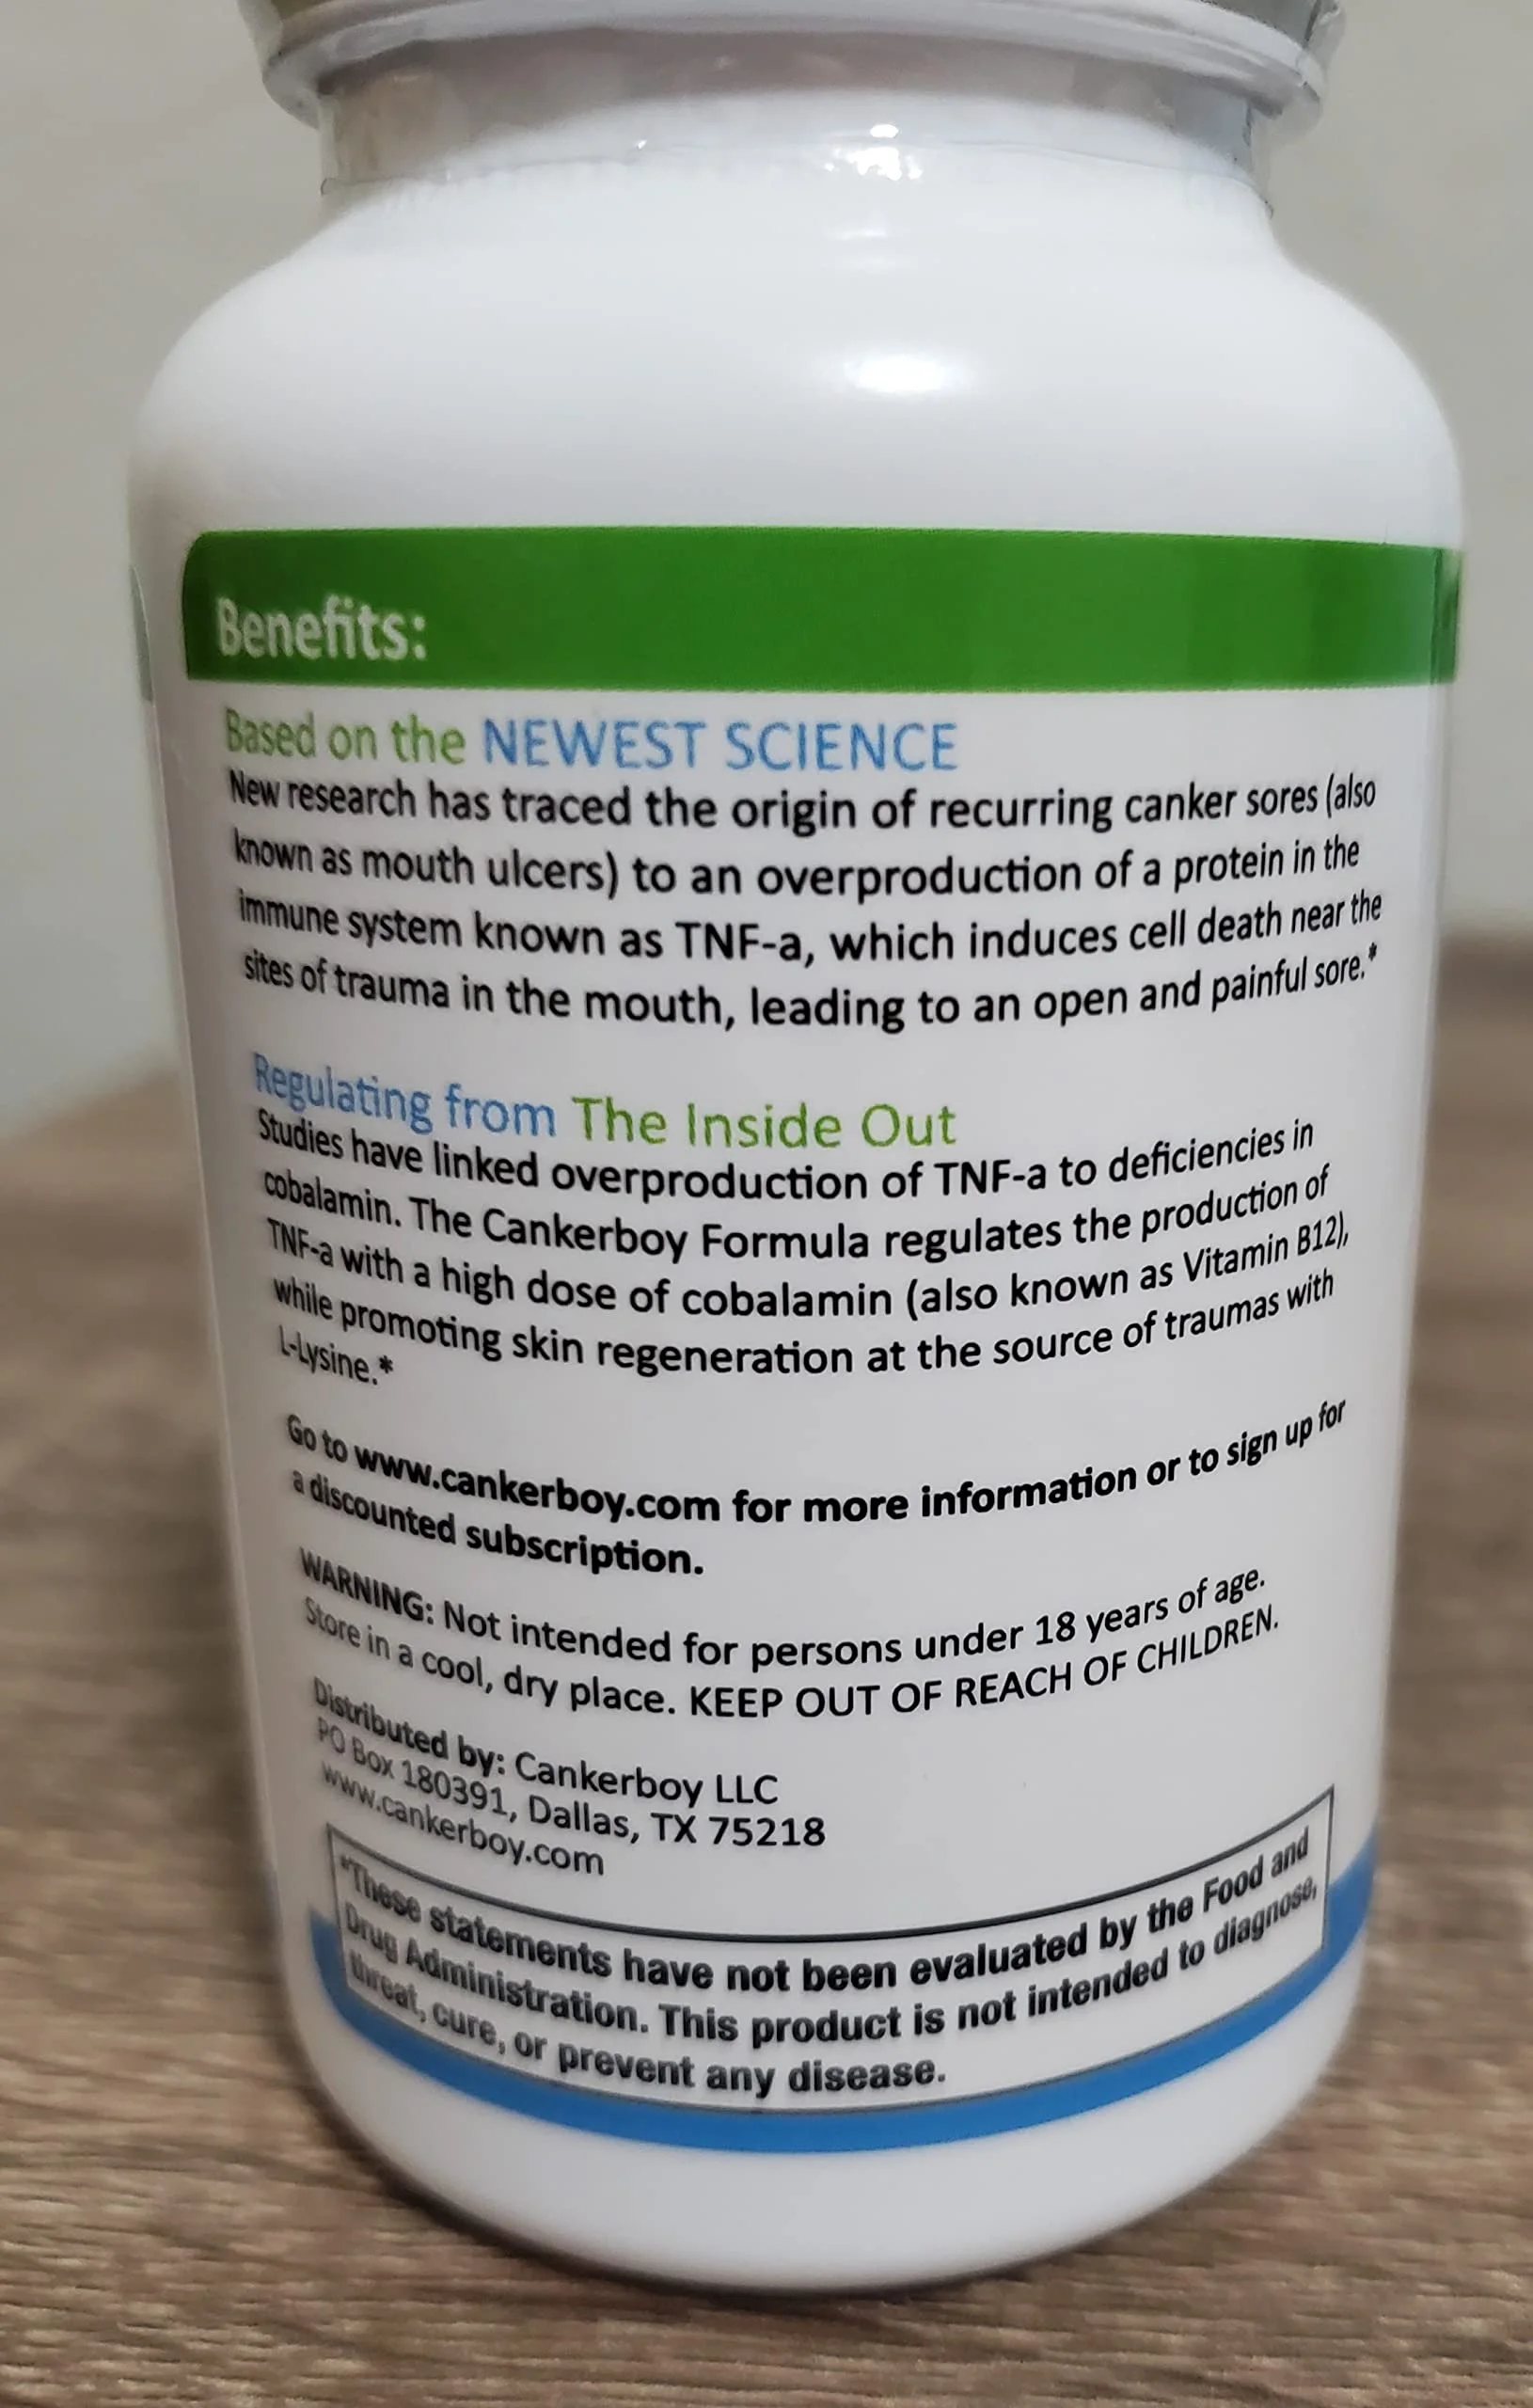 Benefits:
Based on the NEWEST SCIENCE
New research has traced the origin of recurring canker sores (also
known as mouth ulcers) to an overproduction of a protein in the
immune system known as TNF-a, which induces cell death near the
sites of trauma in the mouth, leading to an open and painful sore.*
Regulating from The Inside Out
Studies have linked overproduction of TNF-a to deficiencies in
cobalamin. The Cankerboy Formula regulates the production of
TNF-a with a high dose of cobalamin (also known as Vitamin B12),
while promoting skin regeneration at the source of traumas with
L-Lysine.*
Go to www.cankerboy.com for more information or to sign up for
a discounted subscription.
WARNING: Not intended for persons under 18 years of age.
Store in a cool, dry place. KEEP OUT OF REACH OF CHILDREN.
Distributed by: Cankerboy LLC
PO Box 180391, Dallas, TX 75218
www.cankerboy.com
*These statements have not been evaluated by the Food and
Drug Administration. This product is not intended to diagnose,
threat, cure, or prevent any disease.